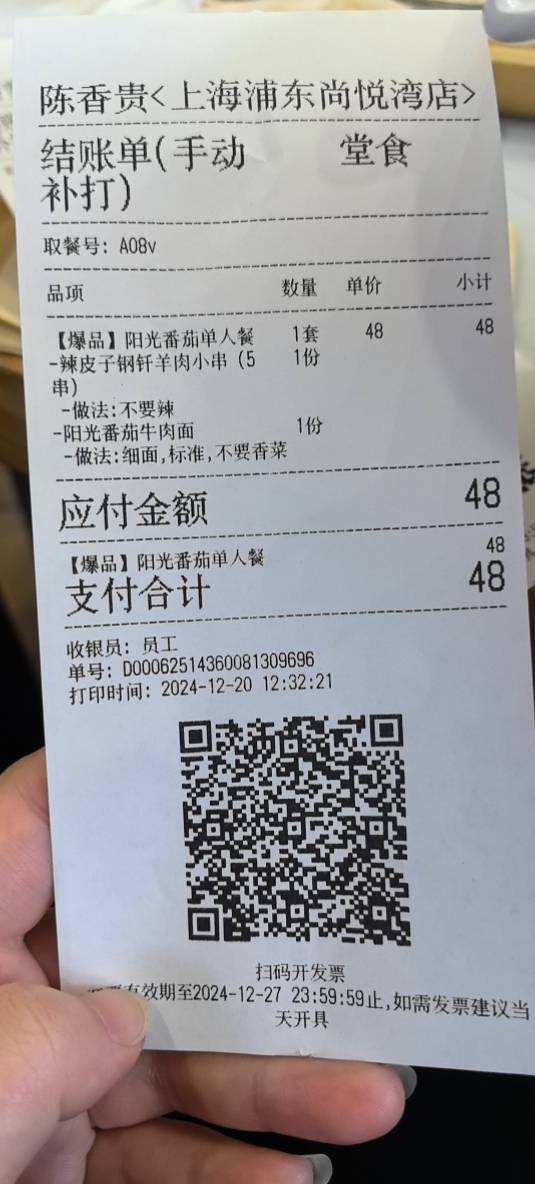 陈香贵<上海浦东尚悦湾店>
结账单(手动 堂食
补打)
取餐号: A08v
品项 数量 单价 小计
【爆品】阳光番茄单人餐 1套 48 48
-辣皮子钢钎羊肉小串 (5 1份
串)
-做法:不要辣
-阳光番茄牛肉面 1份
-做法:细面,标准,不要香菜
应付金额 48
【爆品】阳光番茄单人餐 48
支付合计 48
收银员: 员工
单号: D00062514360081309696
打印时间: 2024-12-20 12:32:21
扫码开发票
有效期至2024-12-27 23:59:59止,如需发票建议当
天开具